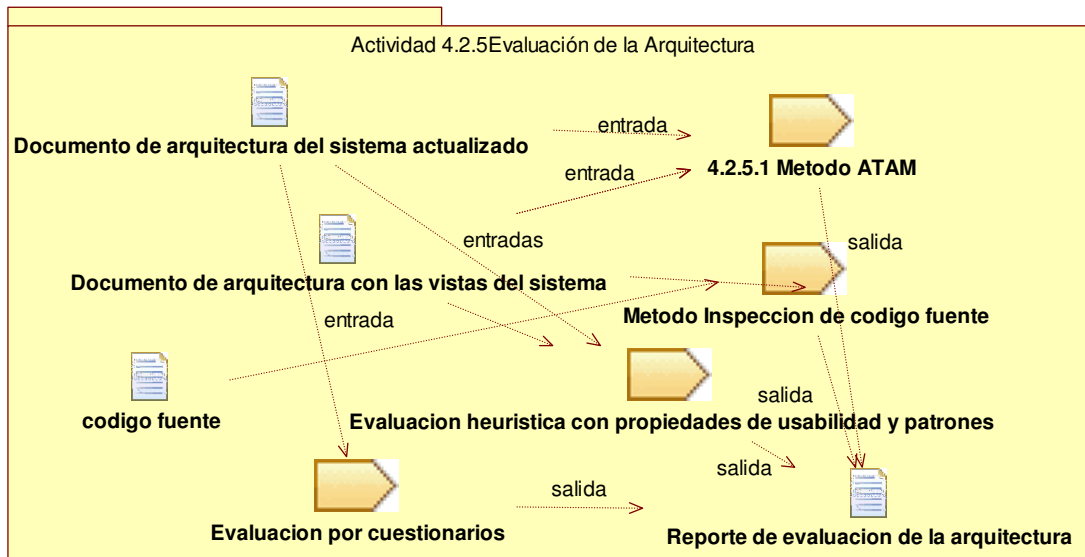 Actividad 4.2.5Evaluación de la Arquitectura
Documento de arquitectura del sistema actualizado
entrada
4.2.5.1 Metodo ATAM
entrada
entradas
salida
Documento de arquitectura con las vistas del sistema
Metodo Inspeccion de codigo fuente
entrada
codigo fuente
Evaluacion heuristica con propiedades de usabilidad y patrones
salida
salida
Evaluacion por cuestionarios
salida
Reporte de evaluacion de la arquitectura